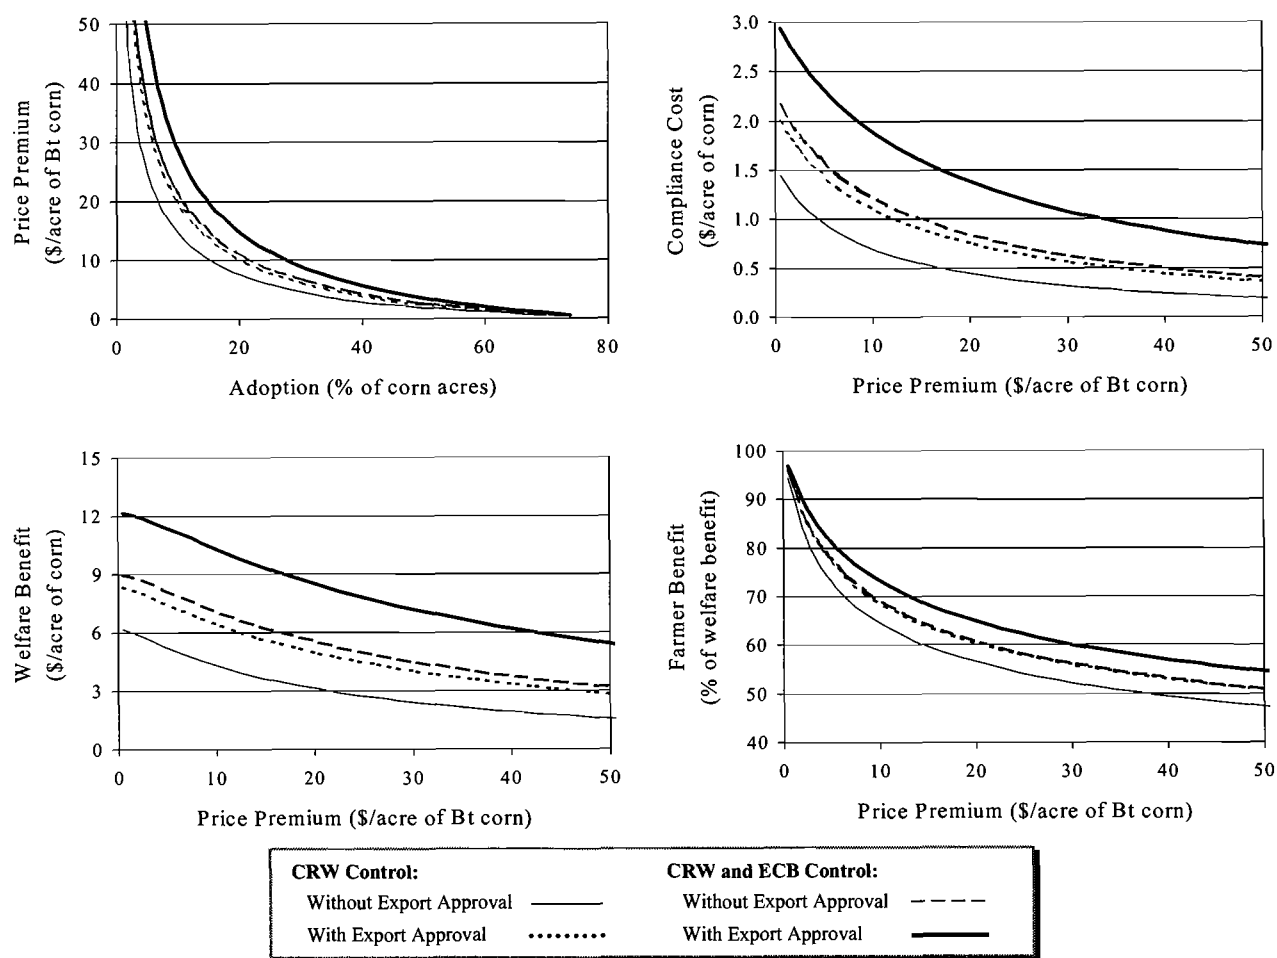 Price Premium
($/acre of Bt corn)
50
40
30
20
10
0
0 20 40 60 80
Adoption (% of corn acres)
Compliance Cost
($/acre of corn)
3.0
2.5
2.0
1.5
1.0
0.5
0.0
0 10 20 30 40 50
Price Premium ($/acre of Bt corn)
Welfare Benefit
($/acre of corn)
15
12
9
6
3
0
0 10 20 30 40 50
Price Premium ($/acre of Bt corn)
Farmer Benefit
(% of welfare benefit)
100
90
80
70
60
50
40
0 10 20 30 40 50
Price Premium ($/acre of Bt corn)
CRW Control:
Without Export Approval
With Export Approval
CRW and ECB Control:
Without Export Approval
With Export Approval